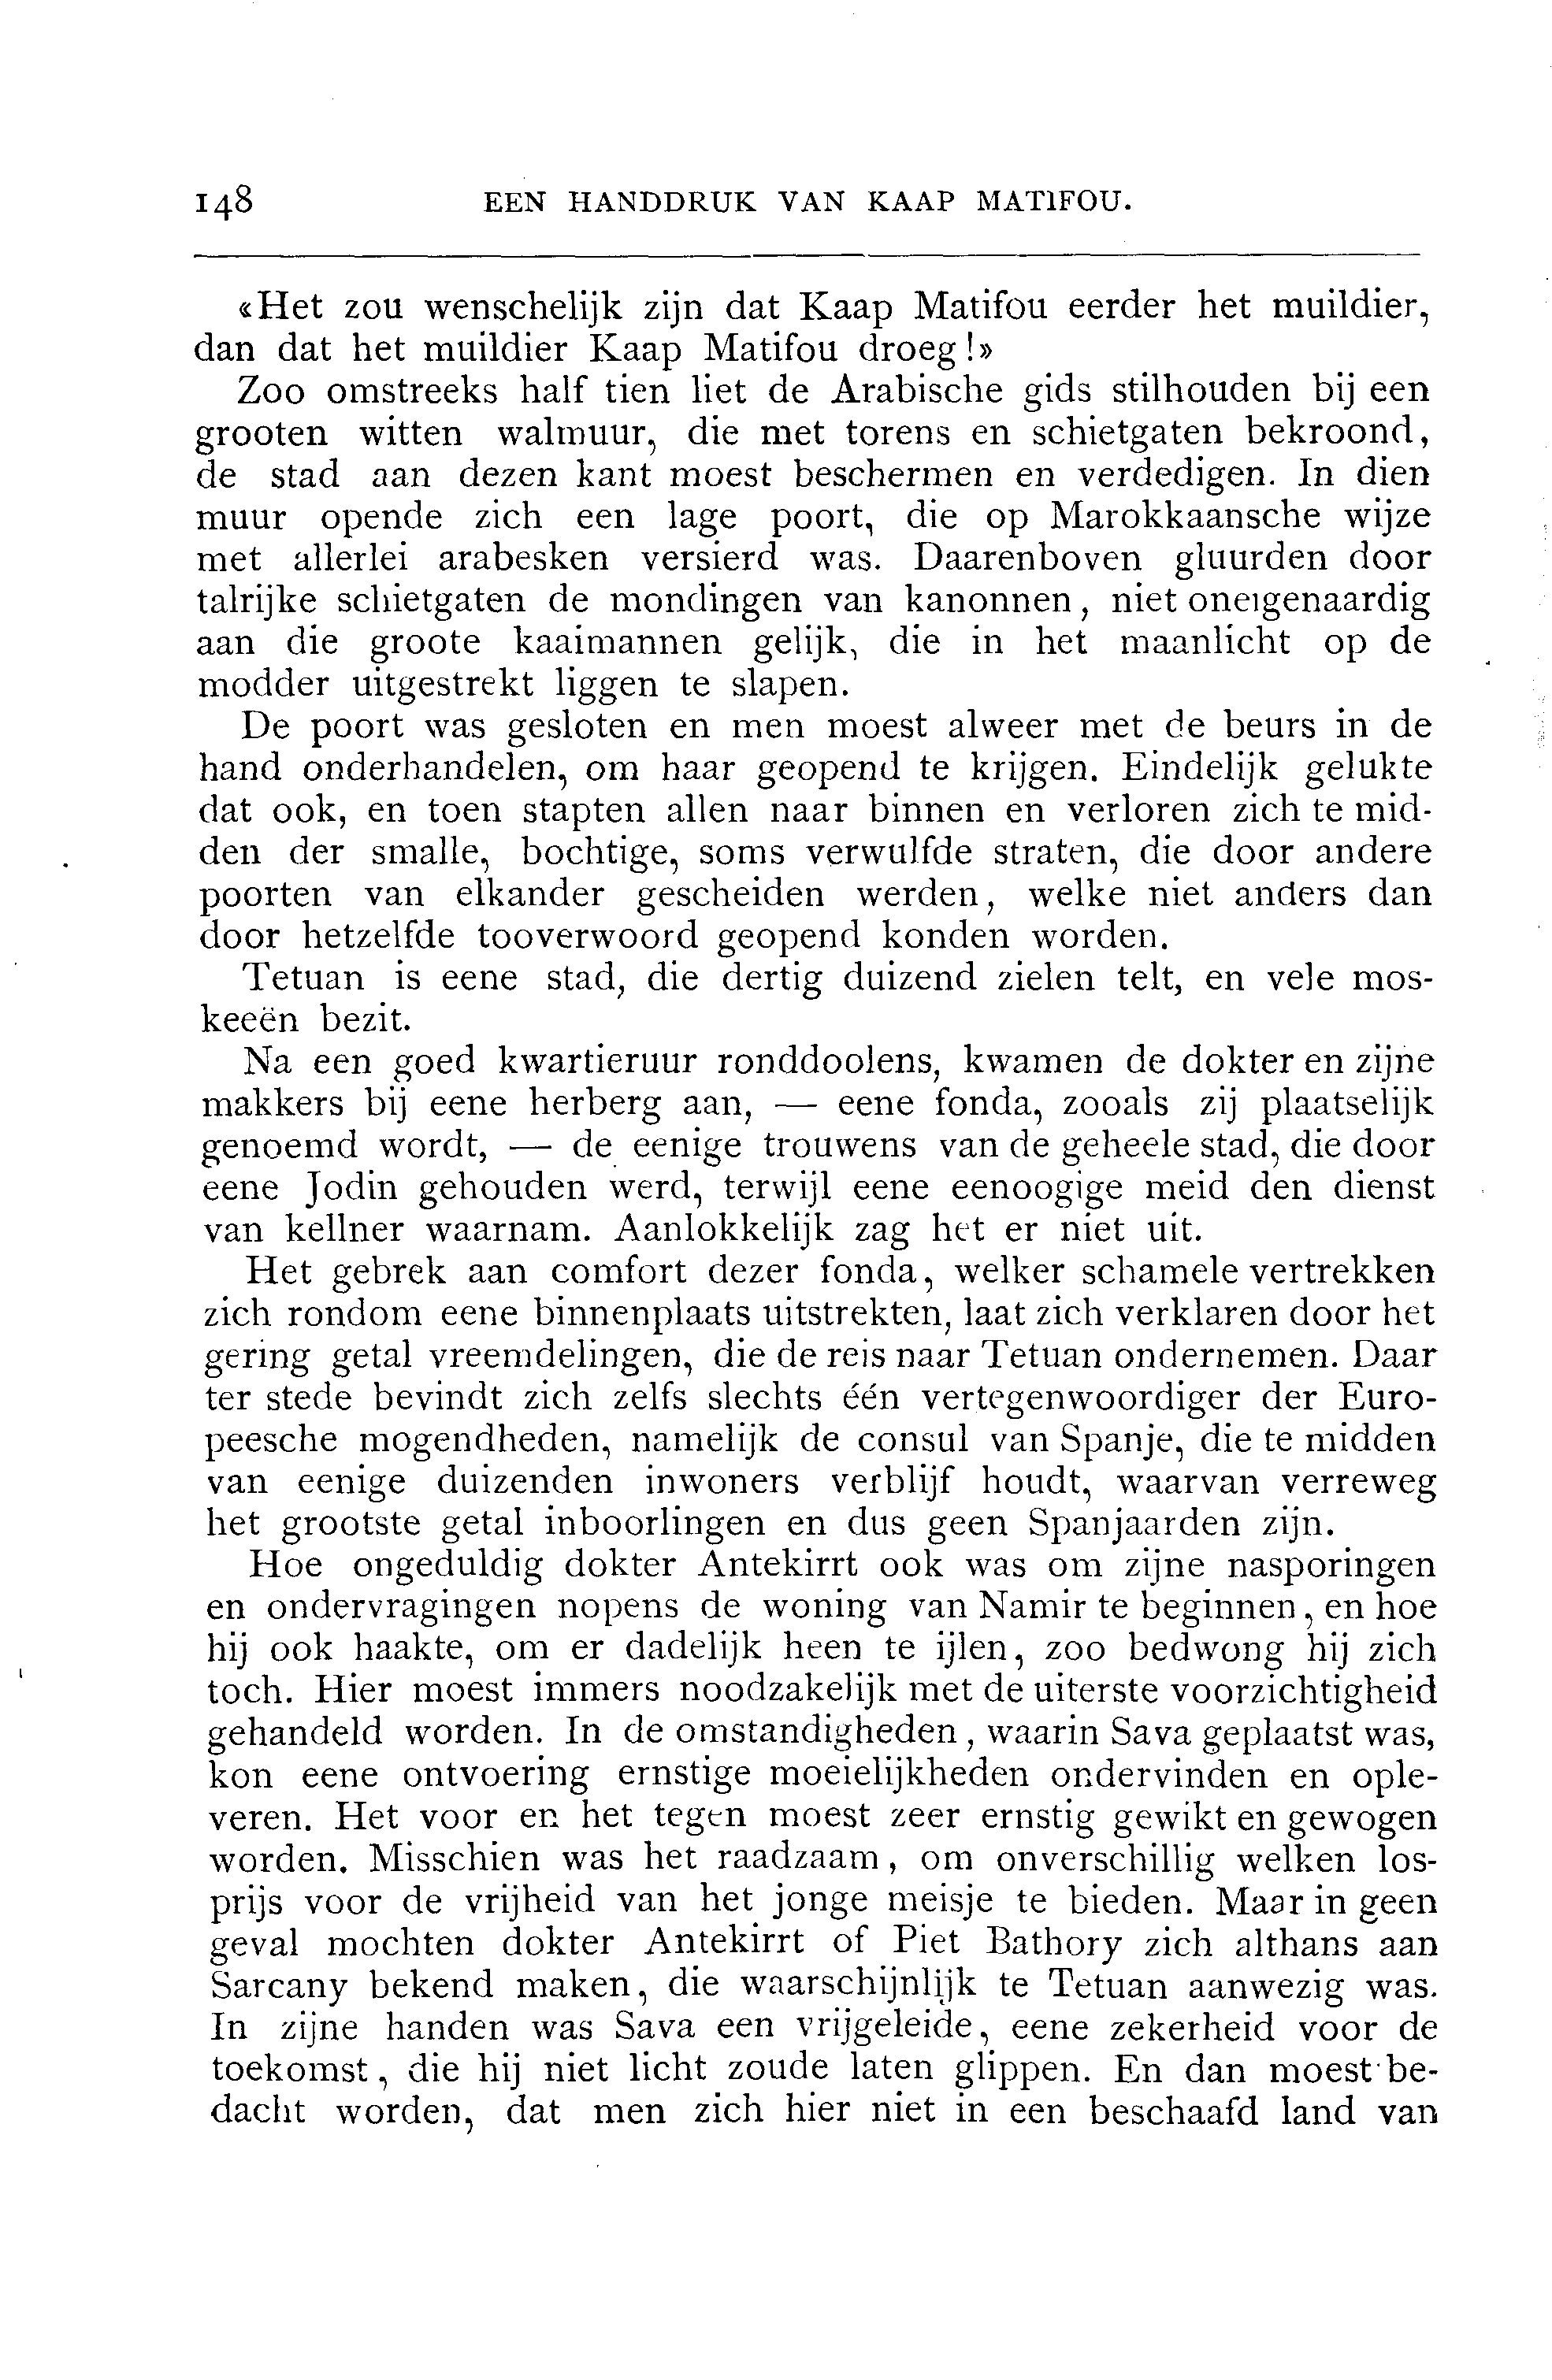 148 EEN HANDDRUK VAN KAAP MATIFOU.
«Het zou wenschelijk zijn dat Kaap Matifou eerder het muildier,
dan dat het muildier Kaap Matifou droeg!»
Zoo omstreeks half tien liet de Arabische gids stilhouden bij een
grooten witten walmuur, die met torens en schietgaten bekroond,
de stad aan dezen kant moest beschermen en verdedigen. In dien
muur opende zich een lage poort, die op Marokkaansche wijze
met allerlei arabesken versierd was. Daarenboven gluurden door
talrijke schietgaten de mondingen van kanonnen, niet oneigenaardig
aan die groote kaaimannen gelijk, die in het maanlicht op de
modder uitgestrekt liggen te slapen.
De poort was gesloten en men moest alweer met de beurs in de
hand onderhandelen, om haar geopend te krijgen. Eindelijk gelukte
dat ook, en toen stapten allen naar binnen en verloren zich te mid-
den der smalle, bochtige, soms verwulfde straten, die door andere
poorten van elkander gescheiden werden, welke niet anders dan
door hetzelfde tooverwoord geopend konden worden.
Tetuan is eene stad, die dertig duizend zielen telt, en vele mos-
keeën bezit.
Na een goed kwartieruur ronddoolens, kwamen de dokter en zijne
makkers bij eene herberg aan, — eene fonda, zooals zij plaatselijk
genoemd wordt, — de eenige trouwens van de geheele stad, die door
eene Jodin gehouden werd, terwijl eene eenoogige meid den dienst
van kellner waarnam. Aanlokkelijk zag het er niet uit.
Het gebrek aan comfort dezer fonda, welker schamele vertrekken
zich rondom eene binnenplaats uitstrekten, laat zich verklaren door het
gering getal vreemdelingen, die de reis naar Tetuan ondernemen. Daar
ter stede bevindt zich zelfs slechts één vertegenwoordiger der Euro-
peesche mogendheden, namelijk de consul van Spanje, die te midden
van eenige duizenden inwoners verblijf houdt, waarvan verreweg
het grootste getal inboorlingen en dus geen Spanjaarden zijn.
Hoe ongeduldig dokter Antekirrt ook was om zijne nasporingen
en ondervragingen nopens de woning van Namir te beginnen, en hoe
hij ook haakte, om er dadelijk heen te ijlen, zoo bedwong hij zich
toch. Hier moest immers noodzakelijk met de uiterste voorzichtigheid
gehandeld worden. In de omstandigheden, waarin Sava geplaatst was,
kon eene ontvoering ernstige moeielijkheden ondervinden en ople-
veren. Het voor en het tegen moest zeer ernstig gewikt en gewogen
worden. Misschien was het raadzaam, om onverschillig welken los-
prijs voor de vrijheid van het jonge meisje te bieden. Maar in geen
geval mochten dokter Antekirrt of Piet Bathory zich althans aan
Sarcany bekend maken, die waarschijnlijk te Tetuan aanwezig was.
In zijne handen was Sava een vrijgeleide, eene zekerheid voor de
toekomst, die hij niet licht zoude laten glippen. En dan moest be-
dacht worden, dat men zich hier niet in een beschaafd land van